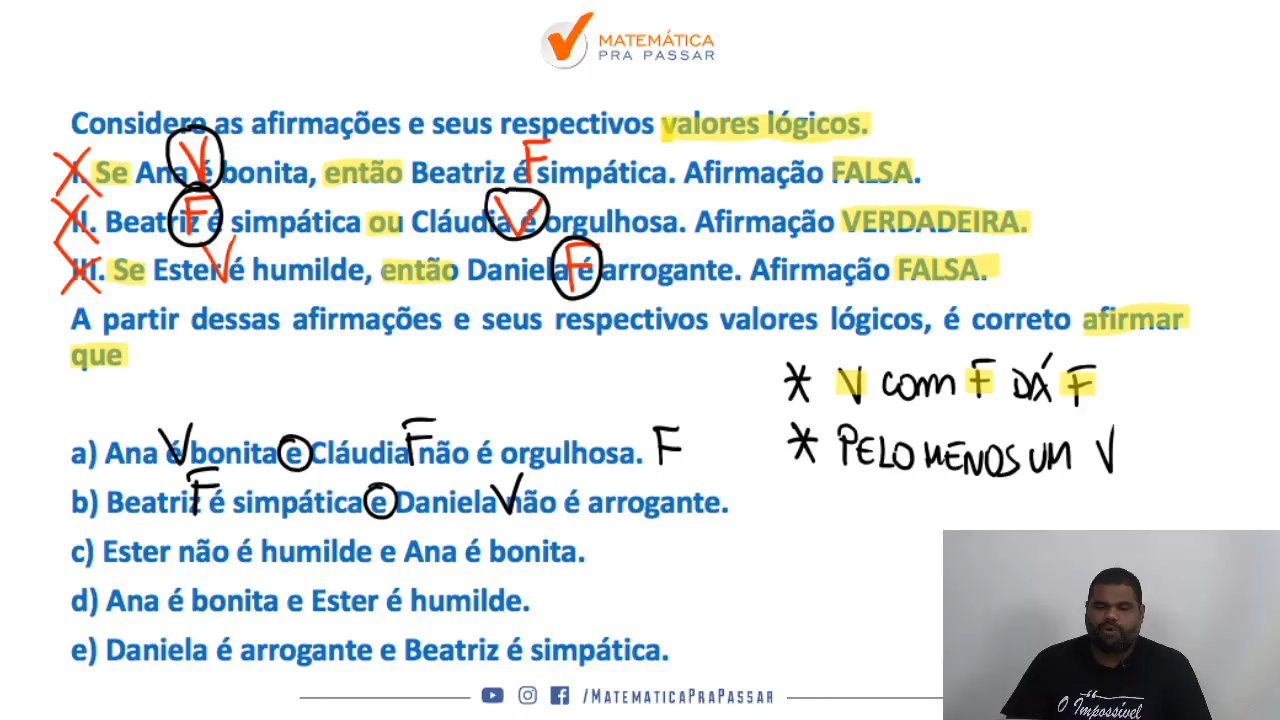 MATEMÁTICA
PRA PASSAR
Considere as afirmações e seus respectivos valores lógicos.
V F
I. Se Ana é bonita, então Beatriz é simpática. Afirmação FALSA.
F V
II. Beatriz é simpática ou Cláudia é orgulhosa. Afirmação VERDADEIRA.
V F
III. Se Ester é humilde, então Daniela é arrogante. Afirmação FALSA.
A partir dessas afirmações e seus respectivos valores lógicos, é correto afirmar
que
* V com F DÁ F
* PELO MENOS UM V
V F
a) Ana é bonita e Cláudia não é orgulhosa. F
F V
b) Beatriz é simpática e Daniela não é arrogante.
c) Ester não é humilde e Ana é bonita.
d) Ana é bonita e Ester é humilde.
e) Daniela é arrogante e Beatriz é simpática.
O Impossível
/MATEMATICAPRAPASSAR